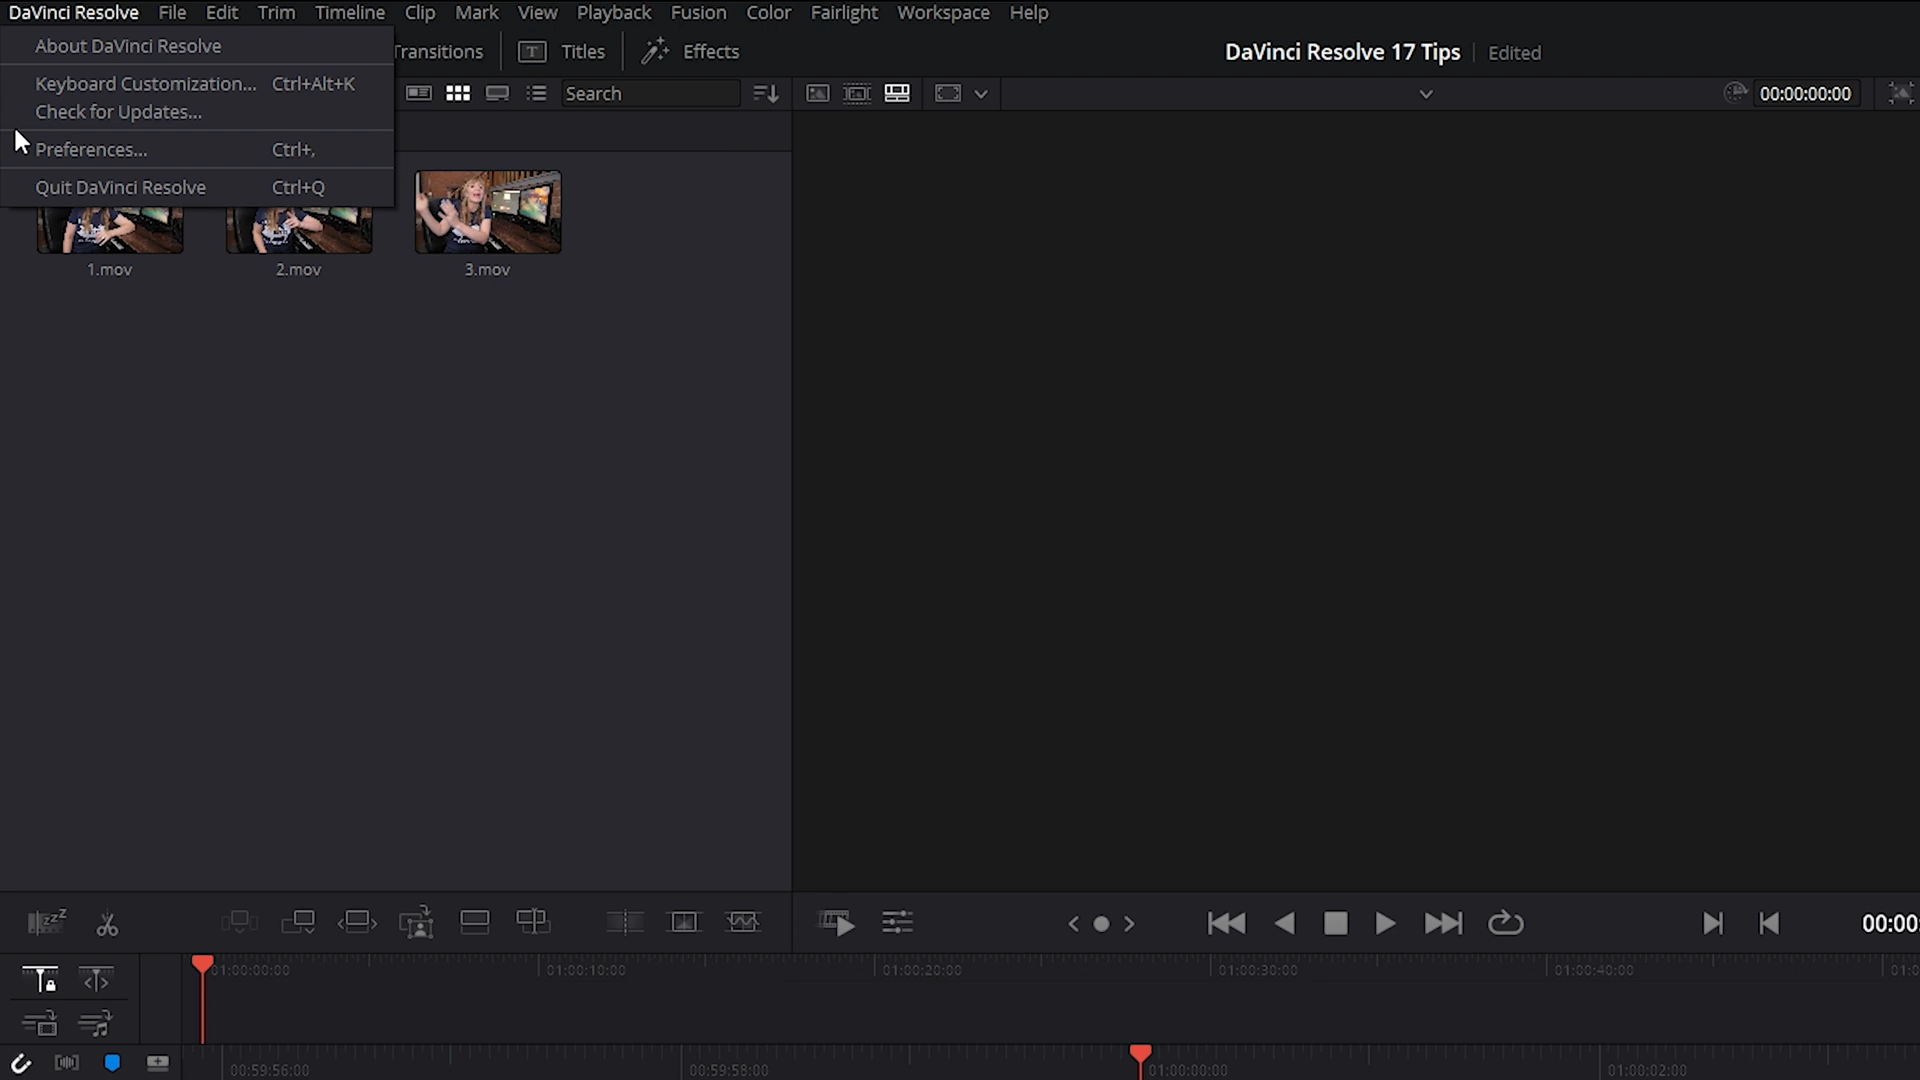 DaVinci Resolve File Edit Trim Timeline Clip Mark View Playback Fusion Color Fairlight Workspace Help
About DaVinci Resolve
Transitions Titles Effects DaVinci Resolve 17 Tips Edited
Keyboard Customization... Ctrl+Alt+K
Search 00:00:00:00
Check for Updates...
Preferences... Ctrl+,
Quit DaVinci Resolve Ctrl+Q
1.mov 2.mov 3.mov
00:00:
01:00:00:00 01:00:10:00 01:00:20:00 01:00:30:00 01:00:40:00 01:0
00:59:56:00 00:59:58:00 01:00:00:00 01:00:02:00